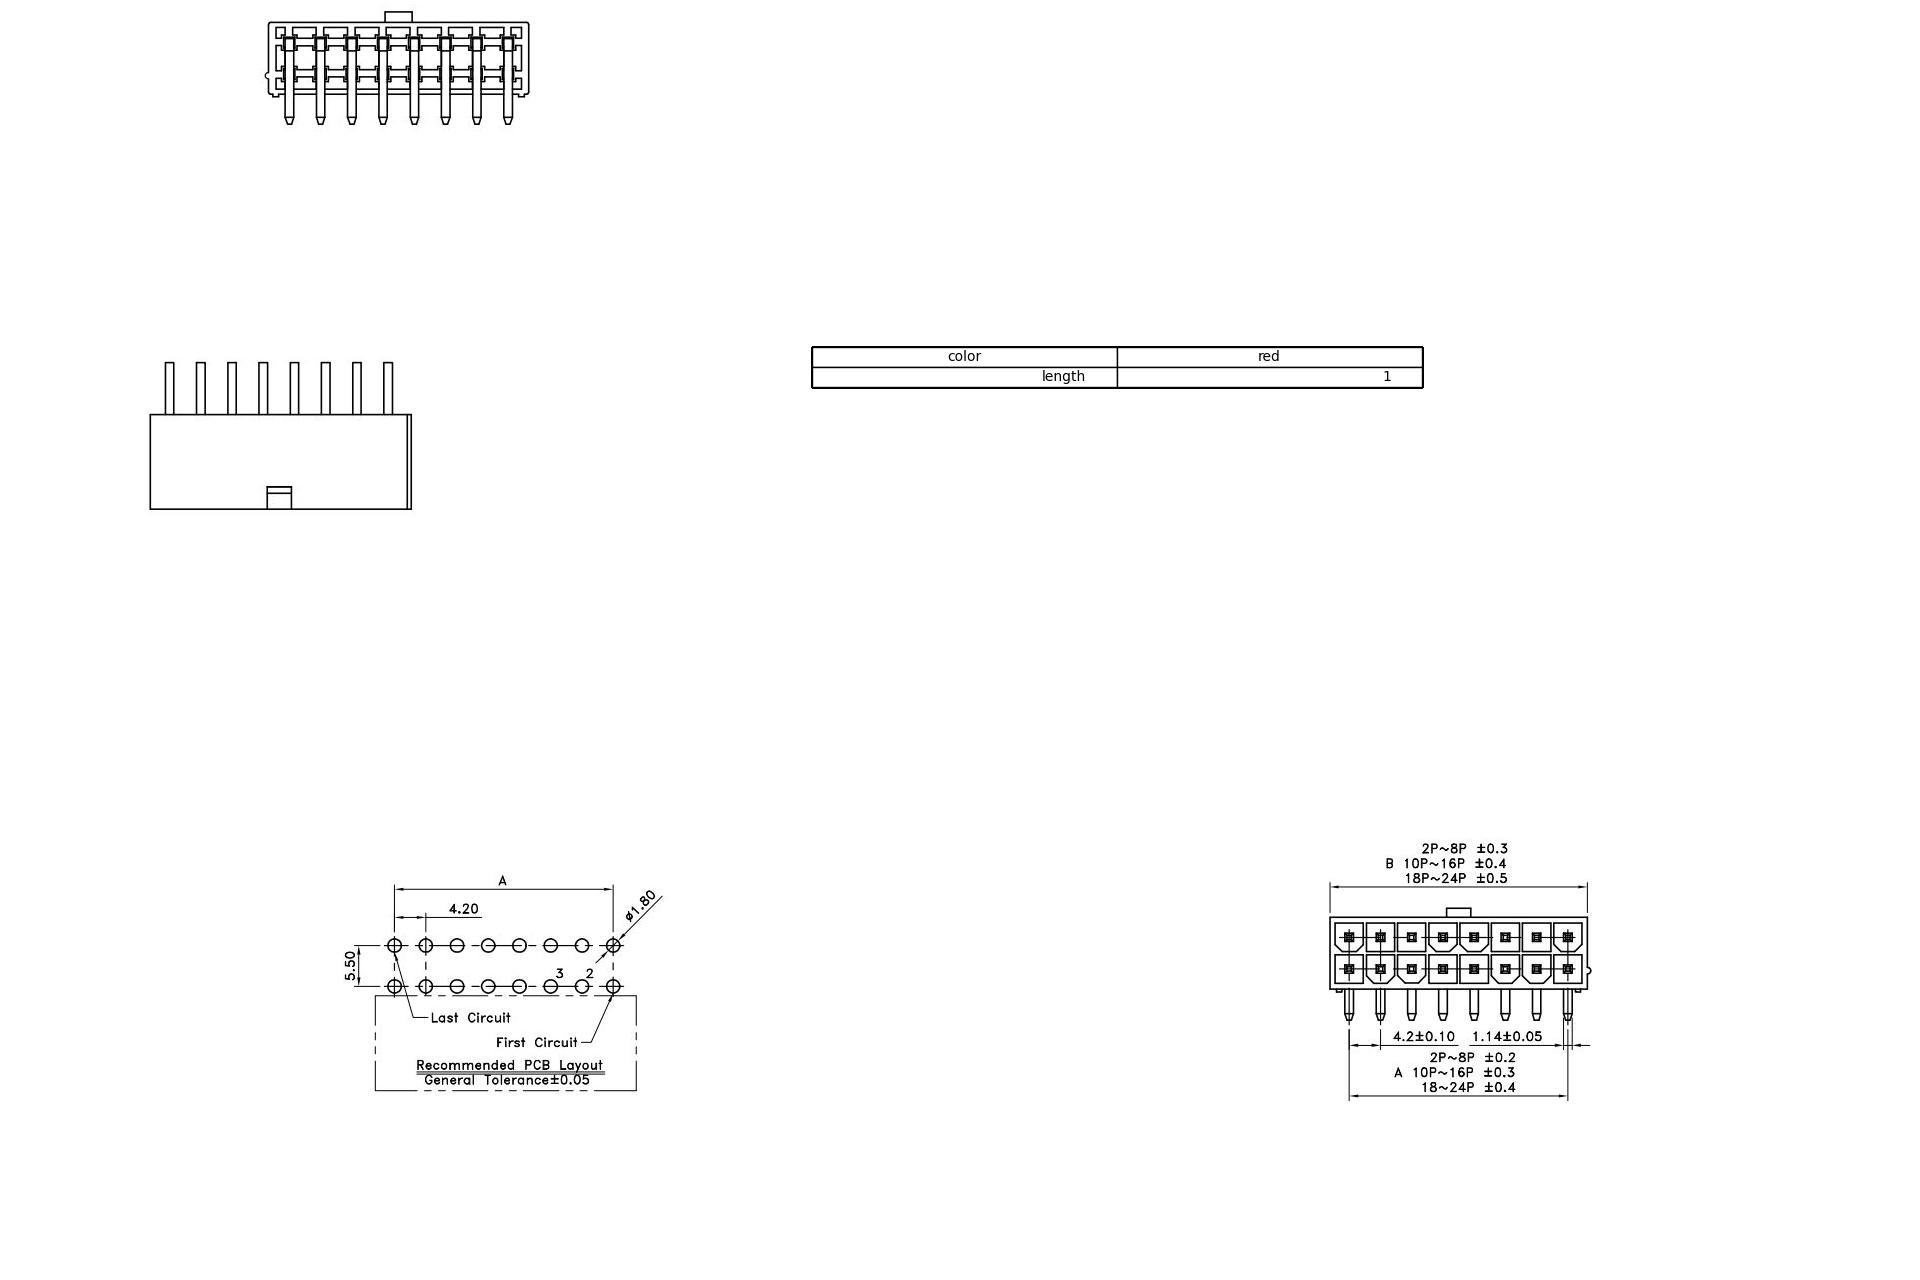 color red
length 1
A
4.20
ø1.80
5.50
3 2
Last Circuit
First Circuit
Recommended PCB Layout
General Tolerance±0.05
2P~8P ±0.3
B 10P~16P ±0.4
18P~24P ±0.5
4.2±0.10 1.14±0.05
2P~8P ±0.2
A 10P~16P ±0.3
18~24P ±0.4